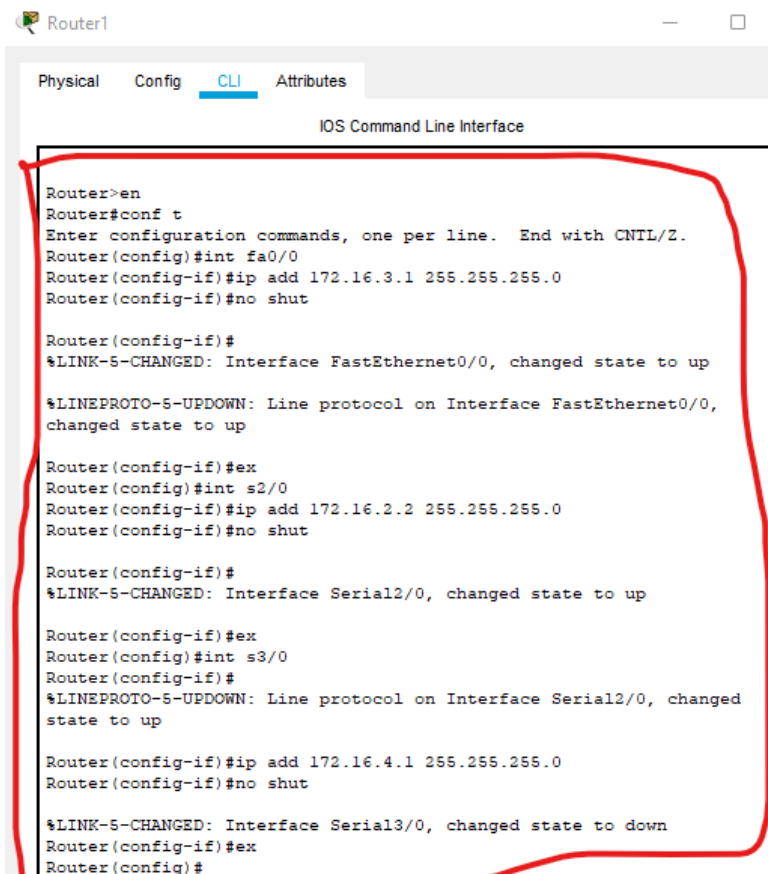 Router1
Physical Config CLI Attributes
IOS Command Line Interface
Router>en
Router#conf t
Enter configuration commands, one per line.  End with CNTL/Z.
Router(config)#int fa0/0
Router(config-if)#ip add 172.16.3.1 255.255.255.0
Router(config-if)#no shut
Router(config-if)#
%LINK-5-CHANGED: Interface FastEthernet0/0, changed state to up
%LINEPROTO-5-UPDOWN: Line protocol on Interface FastEthernet0/0,
changed state to up
Router(config-if)#ex
Router(config)#int s2/0
Router(config-if)#ip add 172.16.2.2 255.255.255.0
Router(config-if)#no shut
Router(config-if)#
%LINK-5-CHANGED: Interface Serial2/0, changed state to up
Router(config-if)#ex
Router(config)#int s3/0
Router(config-if)#
%LINEPROTO-5-UPDOWN: Line protocol on Interface Serial2/0, changed
state to up
Router(config-if)#ip add 172.16.4.1 255.255.255.0
Router(config-if)#no shut
%LINK-5-CHANGED: Interface Serial3/0, changed state to down
Router(config-if)#ex
Router(config)#